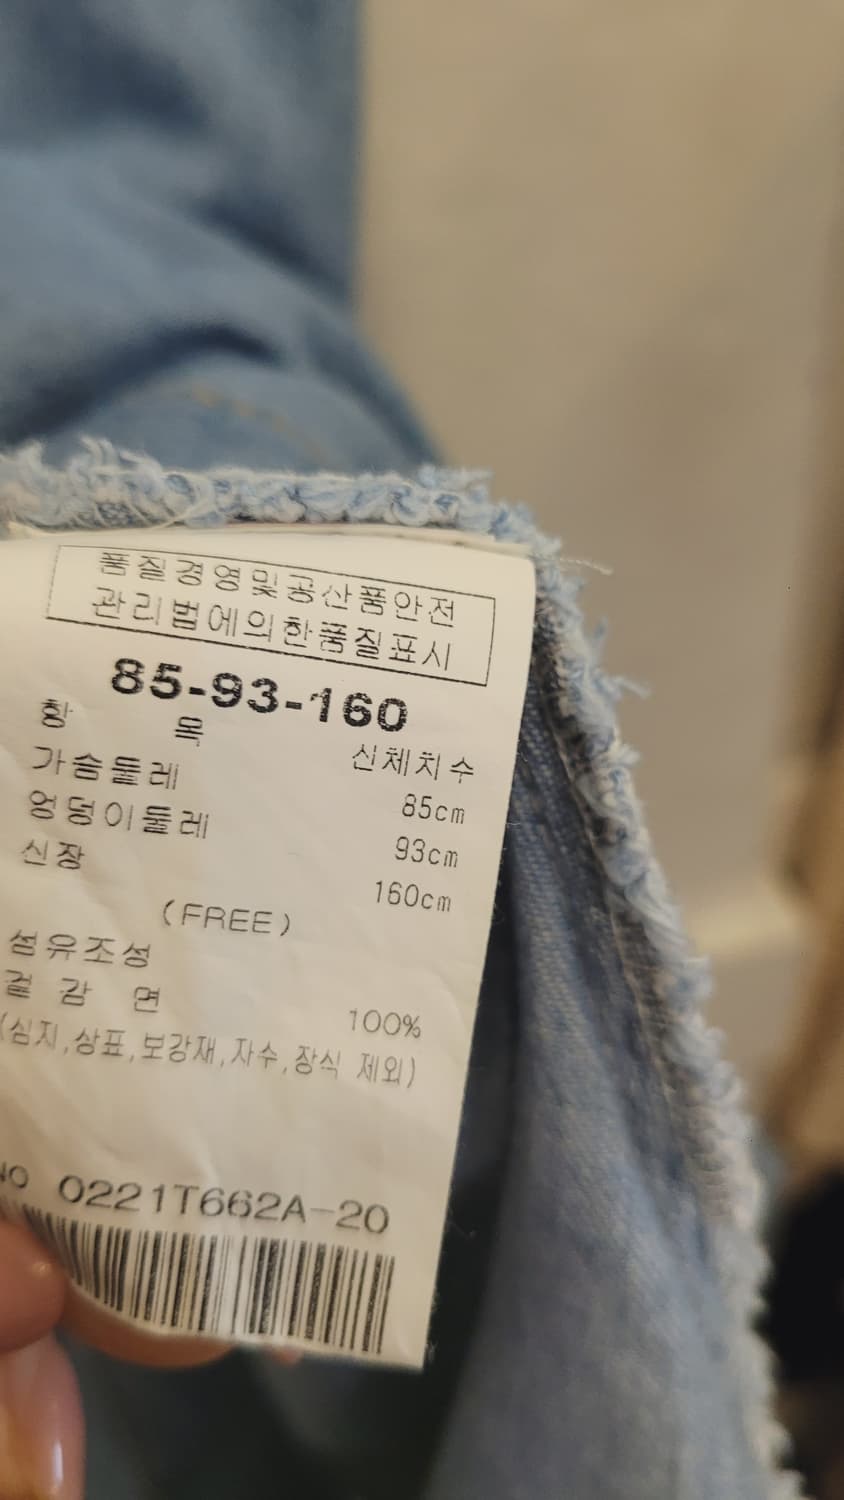 품질경영및공산품안전
관리법에의한품질표시
85-93-160
항 목 신체치수
가슴둘레 85cm
엉덩이둘레 93cm
신장 160cm
(FREE)
섬유조성
겉감 면 100%
(심지,상표,보강재,자수,장식 제외)
NO 0221T662A-20